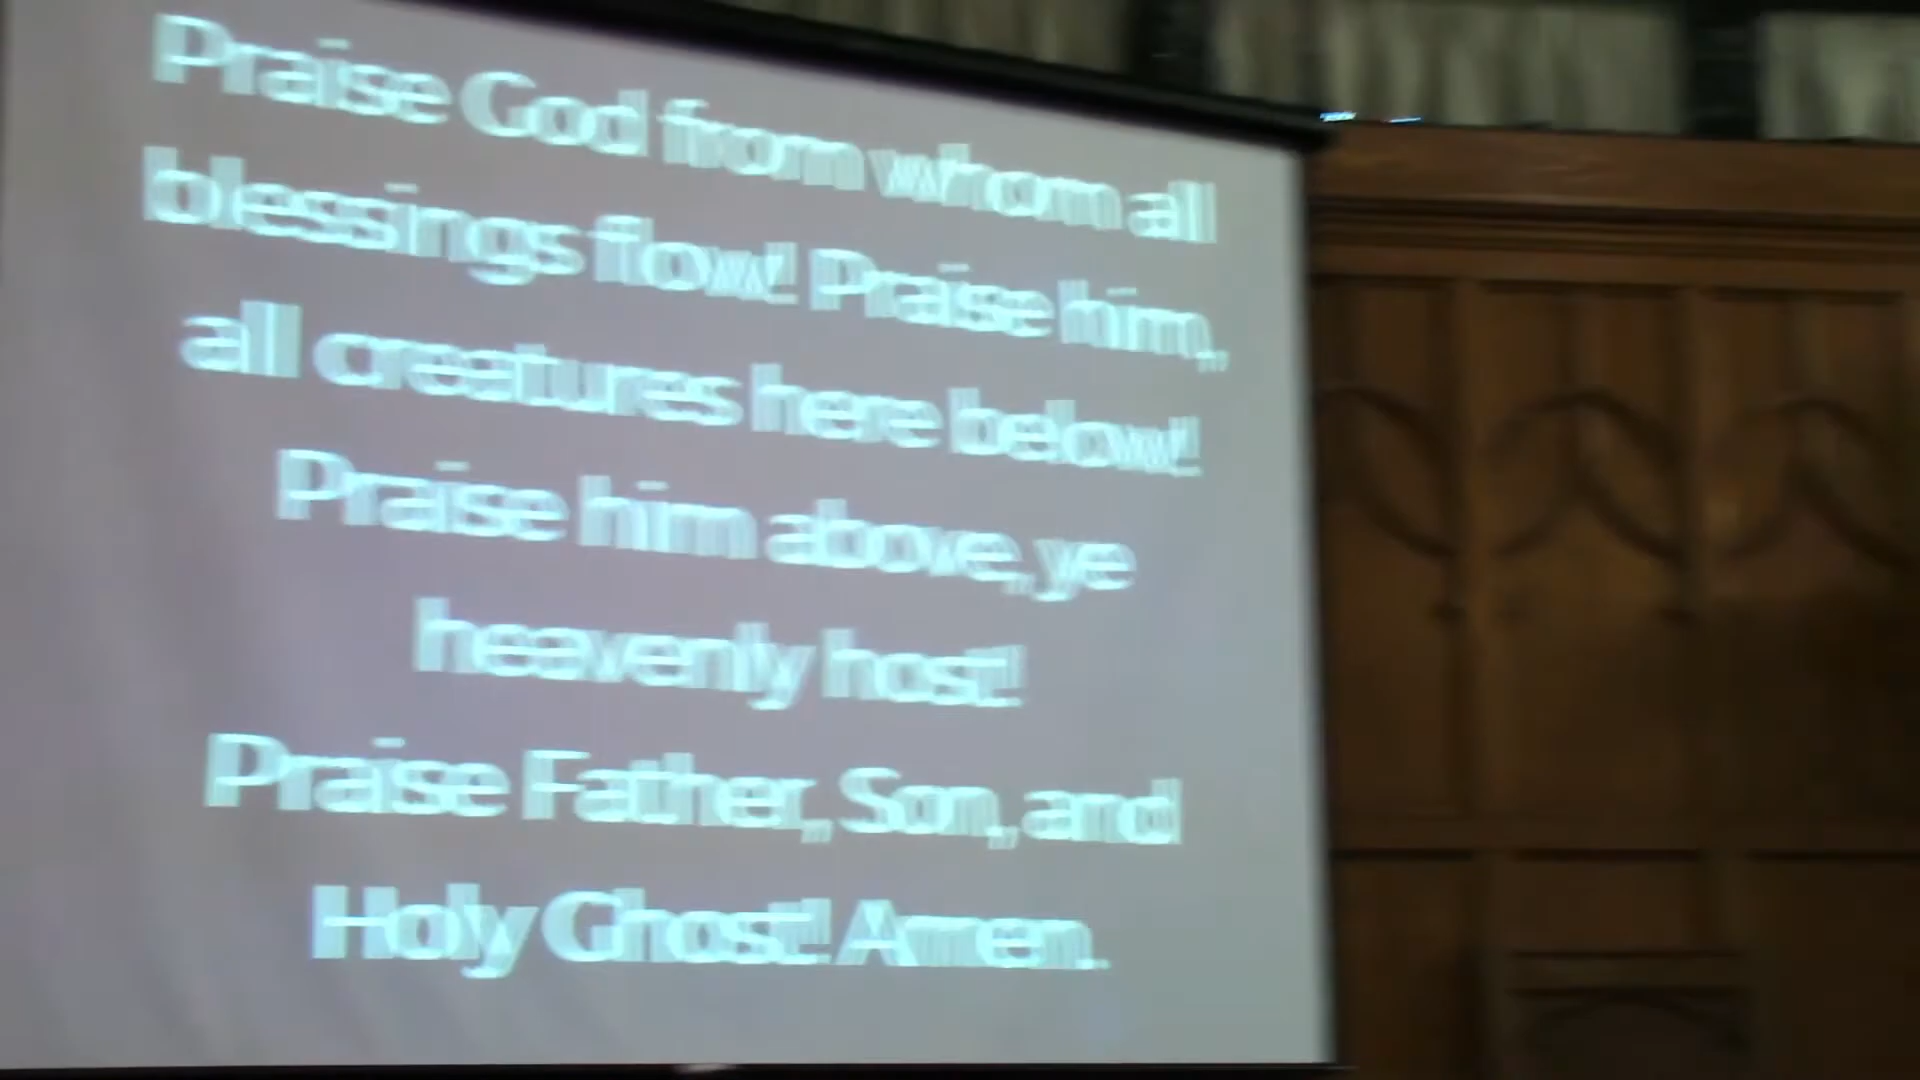 Praise God from whom all
blessings flow! Praise him,
all creatures here below!
Praise him above, ye
heavenly host!
Praise Father, Son, and
Holy Ghost! Amen.